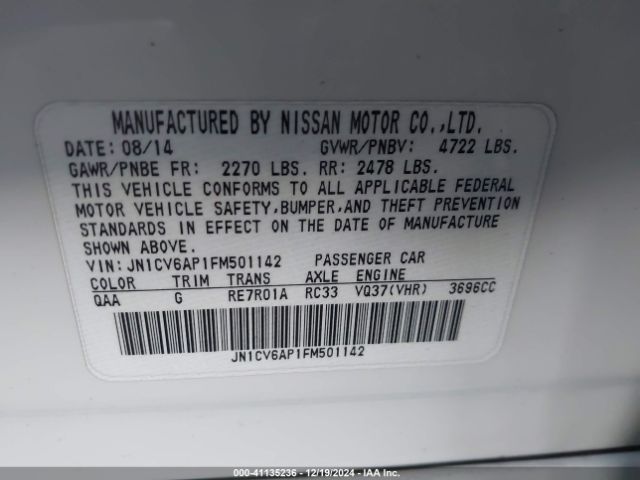 MANUFACTURED BY NISSAN MOTOR CO.,LTD.
DATE: 08/14 GVWR/PNBV: 4722 LBS.
GAWR/PNBE FR: 2270 LBS. RR: 2478 LBS.
THIS VEHICLE CONFORMS TO ALL APPLICABLE FEDERAL
MOTOR VEHICLE SAFETY,BUMPER,AND THEFT PREVENTION
STANDARDS IN EFFECT ON THE DATE OF MANUFACTURE
SHOWN ABOVE.
VIN: JN1CV6AP1FM501142 PASSENGER CAR
COLOR TRIM TRANS AXLE ENGINE
QAA G RE7R01A RC33 VQ37(VHR) 3696CC
JN1CV6AP1FM501142
000-41135236 - 12/19/2024 - IAAI.com